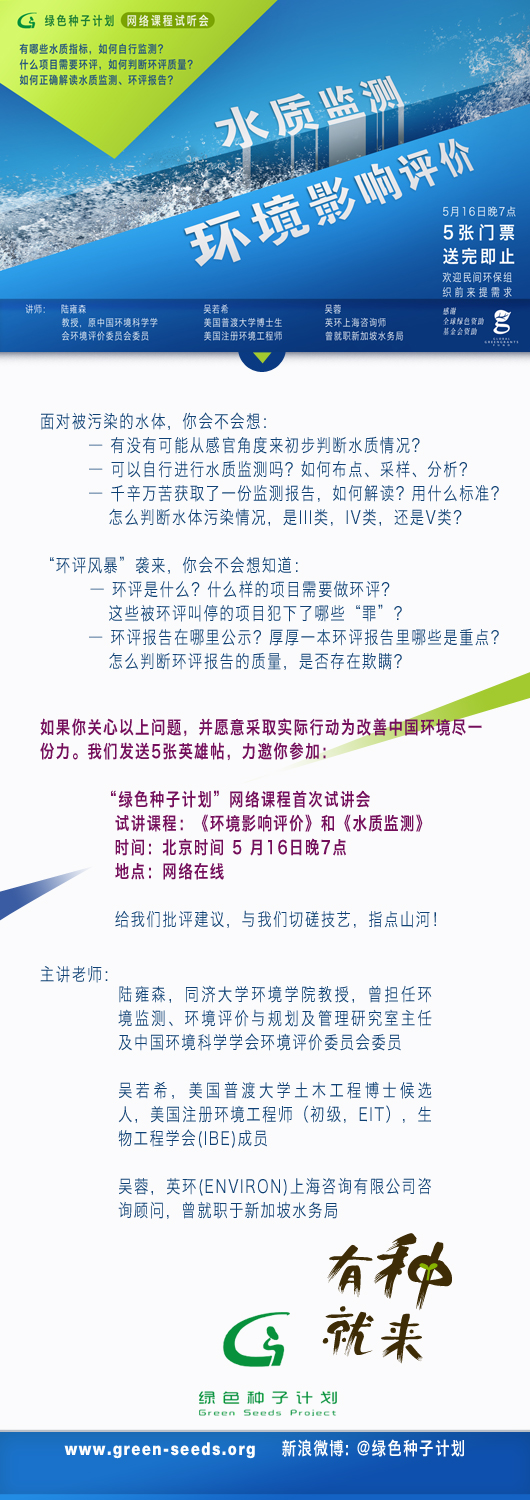 绿色种子计划 网络课程试听会
有哪些水质指标，如何自行监测？
什么项目需要环评，如何判断环评质量？
如何正确解读水质监测、环评报告？
水质监测
环境影响评价
5月16日晚7点
5张门票
送完即止
欢迎民间环保组
织前来提需求
讲师：
陆雍森
教授，原中国环境科学学
会环境评价委员会委员
吴若希
美国普渡大学博士生
美国注册环境工程师
吴蓉
英环上海咨询师
曾就职新加坡水务局
感谢
全球绿色资助
基金会资助
GLOBAL
GREENGRANTS
FUND
面对被污染的水体，你会不会想：
— 有没有可能从感官角度来初步判断水质情况？
— 可以自行进行水质监测吗？如何布点、采样、分析？
— 千辛万苦获取了一份监测报告，如何解读？用什么标准？
怎么判断水体污染情况，是III类，IV类，还是V类？
“环评风暴”袭来，你会不会想知道：
— 环评是什么？什么样的项目需要做环评？
这些被环评叫停的项目犯下了哪些“罪”？
— 环评报告在哪里公示？厚厚一本环评报告里哪些是重点？
怎么判断环评报告的质量，是否存在欺瞒？
如果你关心以上问题，并愿意采取实际行动为改善中国环境尽一
份力。我们发送5张英雄帖，力邀你参加：
“绿色种子计划”网络课程首次试讲会
试讲课程：《环境影响评价》和《水质监测》
时间：北京时间 5 月16日晚7点
地点：网络在线
给我们批评建议，与我们切磋技艺，指点山河！
主讲老师：
陆雍森，同济大学环境学院教授，曾担任环
境监测、环境评价与规划及管理研究室主任
及中国环境科学学会环境评价委员会委员
吴若希，美国普渡大学土木工程博士候选
人，美国注册环境工程师（初级，EIT），生
物工程学会(IBE)成员
吴蓉，英环(ENVIRON)上海咨询有限公司咨
询顾问，曾就职于新加坡水务局
有种
就来
绿色种子计划
Green Seeds Project
www.green-seeds.org 新浪微博：@绿色种子计划